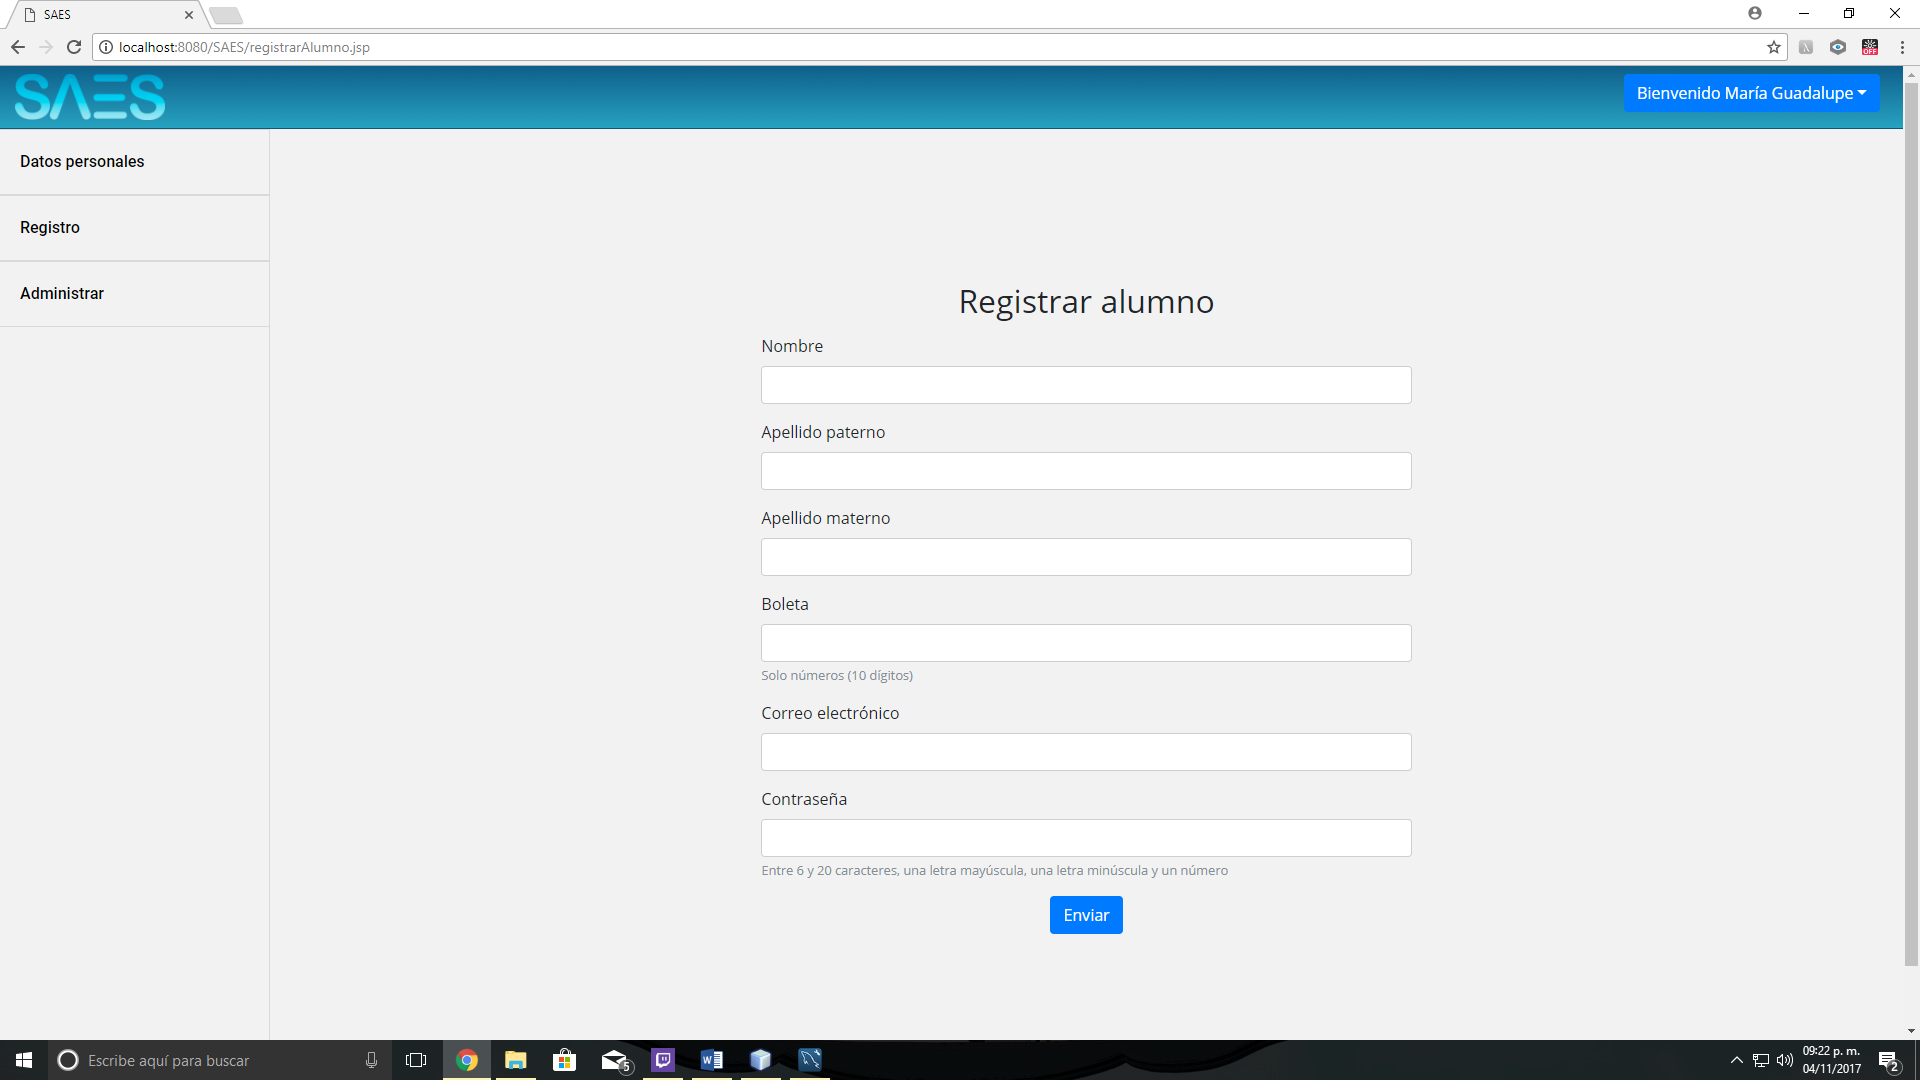 SAES
localhost:8080/SAES/registrarAlumno.jsp
OFF
SAES
Bienvenido María Guadalupe
Datos personales
Registro
Administrar
Registrar alumno
Nombre
Apellido paterno
Apellido materno
Boleta
Solo números (10 dígitos)
Correo electrónico
Contraseña
Entre 6 y 20 caracteres, una letra mayúscula, una letra minúscula y un número
Enviar
Escribe aquí para buscar
5
W
09:22 p. m.
04/11/2017
2